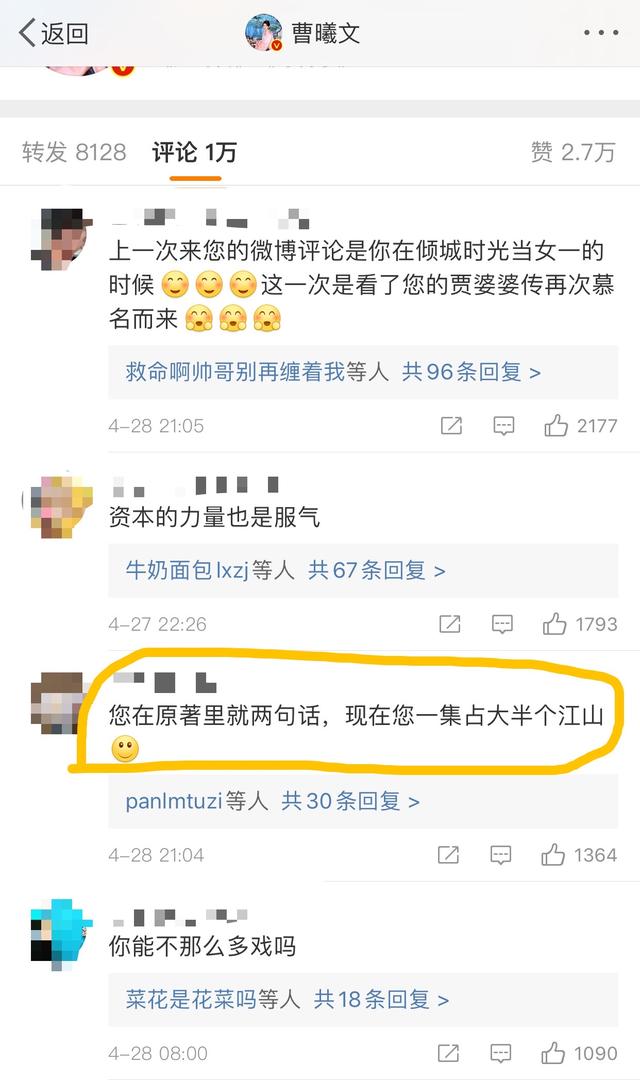 返回
曹曦文
转发 8128
评论 1万
赞 2.7万
上一次来您的微博评论是你在倾城时光当女一的
时候😊😊😊这一次是看了您的贾婆婆传再次慕
名而来🤗🤗🤗
救命啊帅哥别再缠着我等人 共96条回复 >
4-28 21:05
2177
资本的力量也是服气
牛奶面包lxzj等人 共67条回复 >
4-27 22:26
1793
您在原著里就两句话，现在您一集占大半个江山
🙂
panlmtuzi等人 共30条回复 >
4-28 21:04
1364
你能不那么多戏吗
菜花是花菜吗等人 共18条回复 >
4-28 08:00
1090